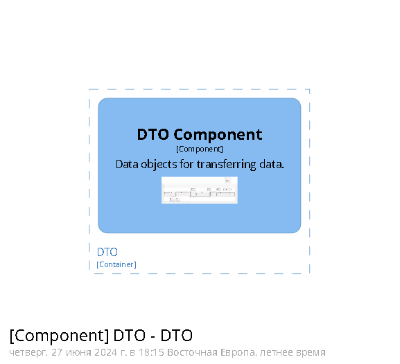 DTO Component
[Component]
Data objects for transferring data.
DTO
[Container]
[Component] DTO - DTO
четверг, 27 июня 2024 г. в 18:15 Восточная Европа, летнее время